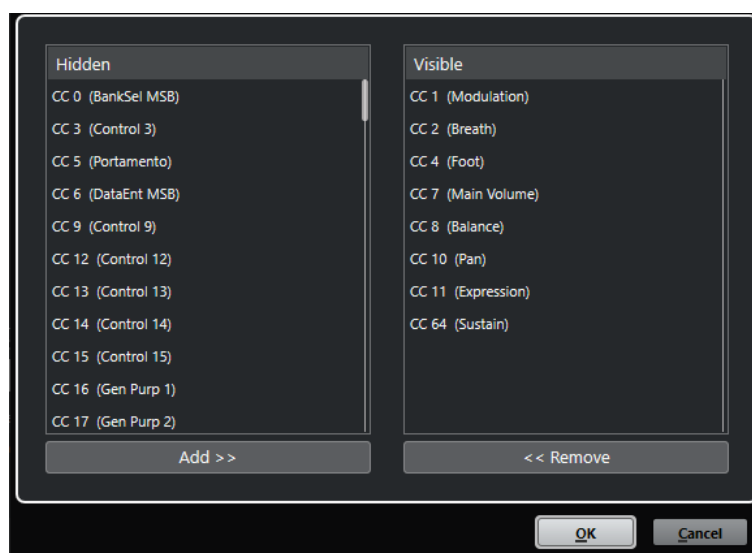 Hidden
CC 0 (BankSel MSB)
CC 3 (Control 3)
CC 5 (Portamento)
CC 6 (DataEnt MSB)
CC 9 (Control 9)
CC 12 (Control 12)
CC 13 (Control 13)
CC 14 (Control 14)
CC 15 (Control 15)
CC 16 (Gen Purp 1)
CC 17 (Gen Purp 2)
Add >>
Visible
CC 1 (Modulation)
CC 2 (Breath)
CC 4 (Foot)
CC 7 (Main Volume)
CC 8 (Balance)
CC 10 (Pan)
CC 11 (Expression)
CC 64 (Sustain)
<< Remove
OK
Cancel